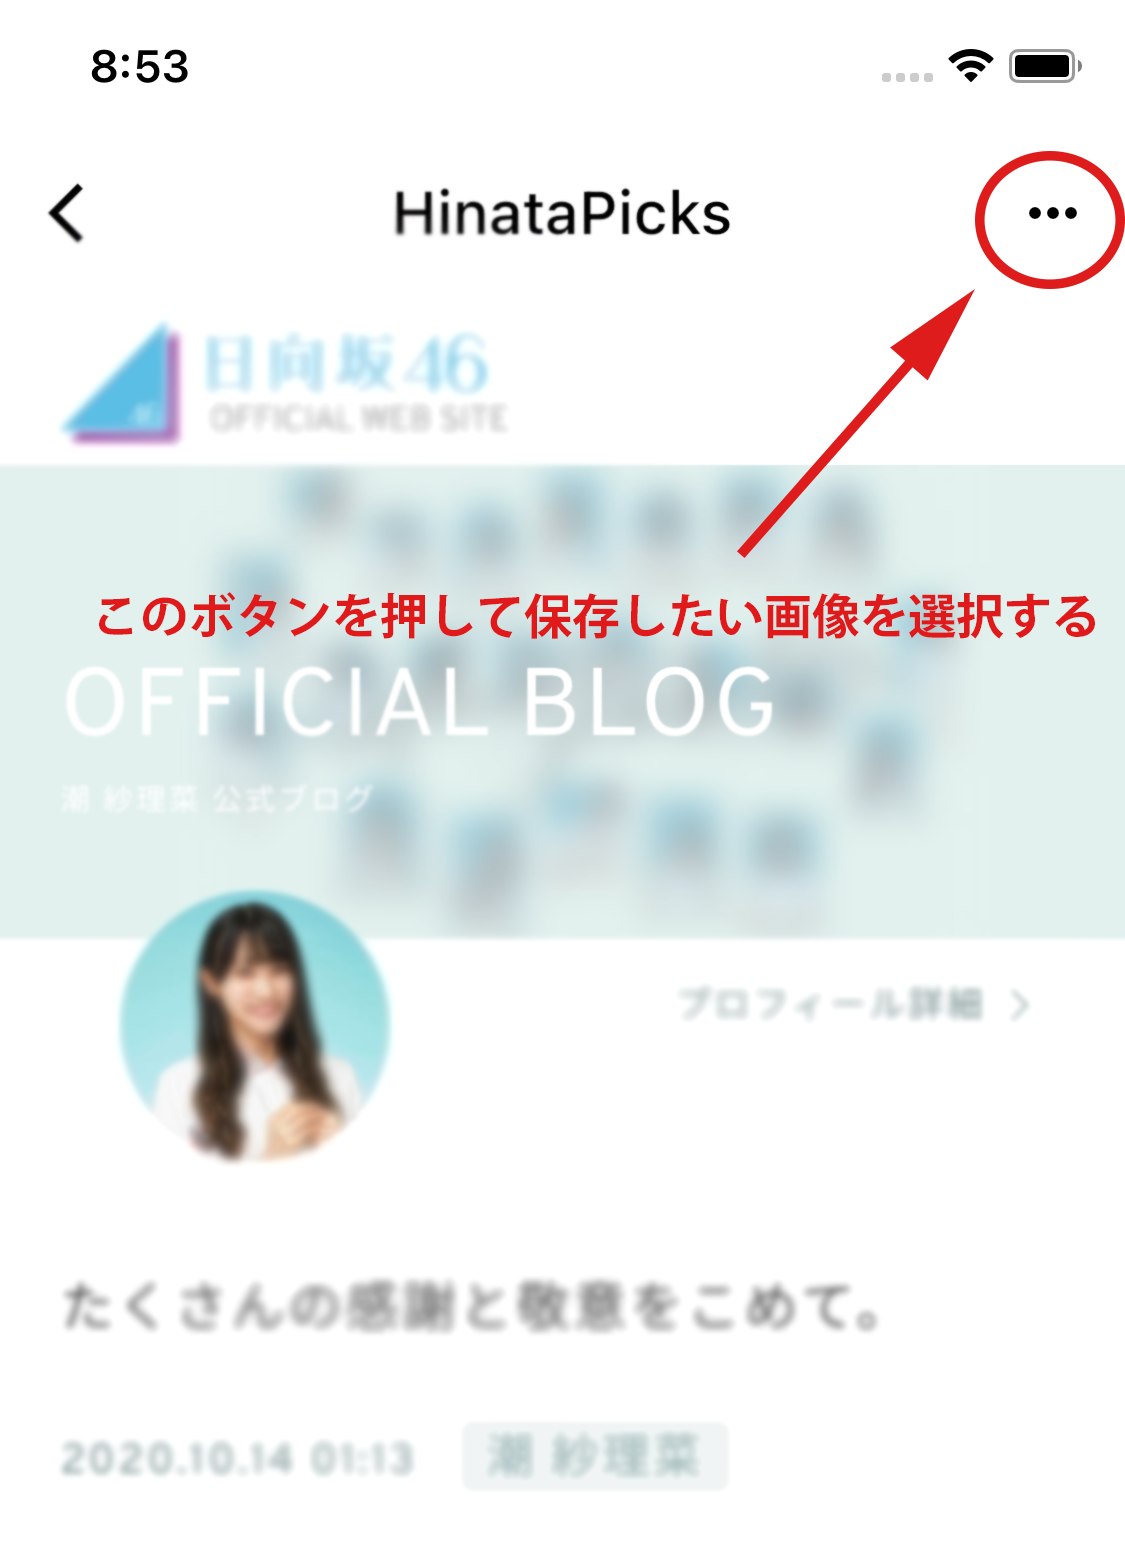 8:53
HinataPicks
日向坂46
OFFICIAL WEB SITE
このボタンを押して保存したい画像を選択する
OFFICIAL BLOG
潮 紗理菜 公式ブログ
プロフィール詳細
たくさんの感謝と敬意をこめて。
2020.10.14 01:13 潮 紗理菜